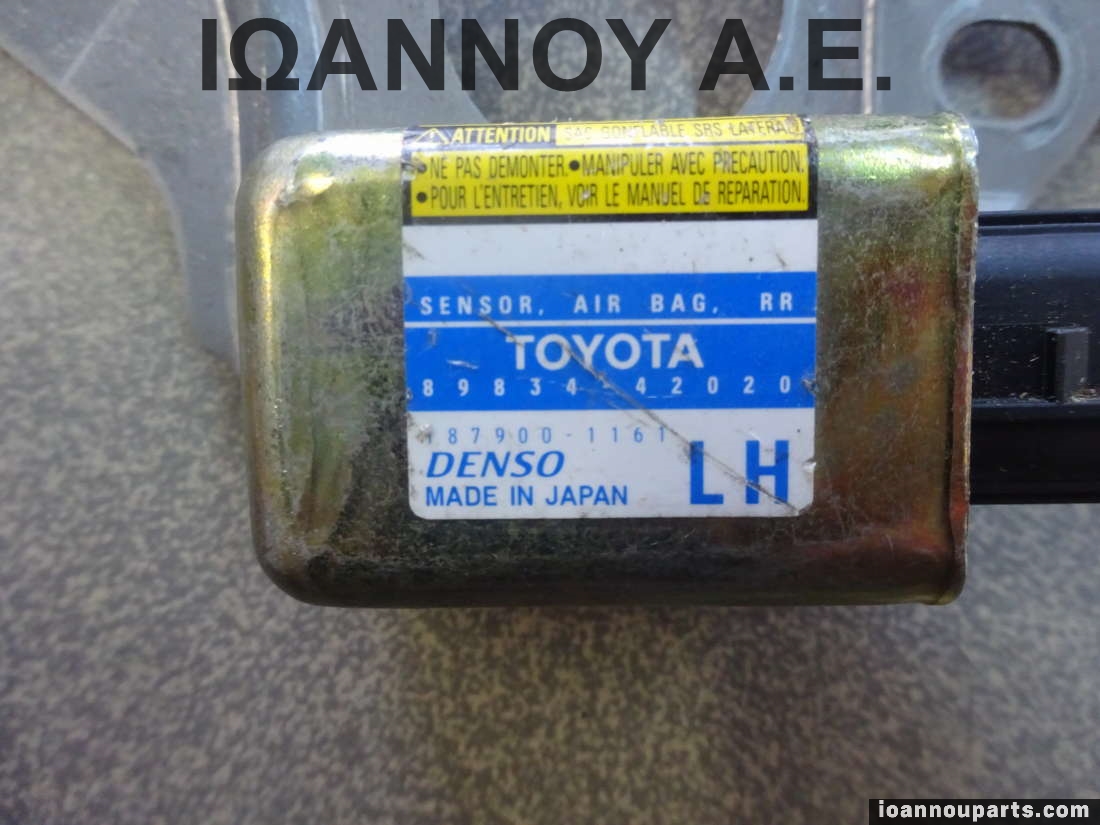 ΙΩΑΝΝΟΥ Α.Ε.
ATTENTION SAC GONFLABLE SRS LATERAL
• NE PAS DEMONTER. • MANIPULER AVEC PRECAUTION.
• POUR L'ENTRETIEN, VOIR LE MANUEL DE REPARATION.
SENSOR, AIR BAG, RR
TOYOTA
89834-42020
187900-1161
DENSO
MADE IN JAPAN
LH
ioannouparts.com